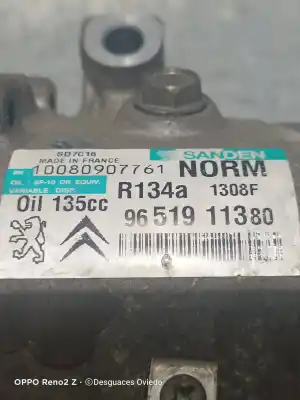 SD7C16
MADE IN FRANCE
SANDEN
10080907761
NORM
OIL : SP-10 OR EQUIV.
VARIABLE DISP.
R134a
1308F
Oil 135cc
96 519 113 80
OPPO Reno2 Z • ©Desguaces Oviedo